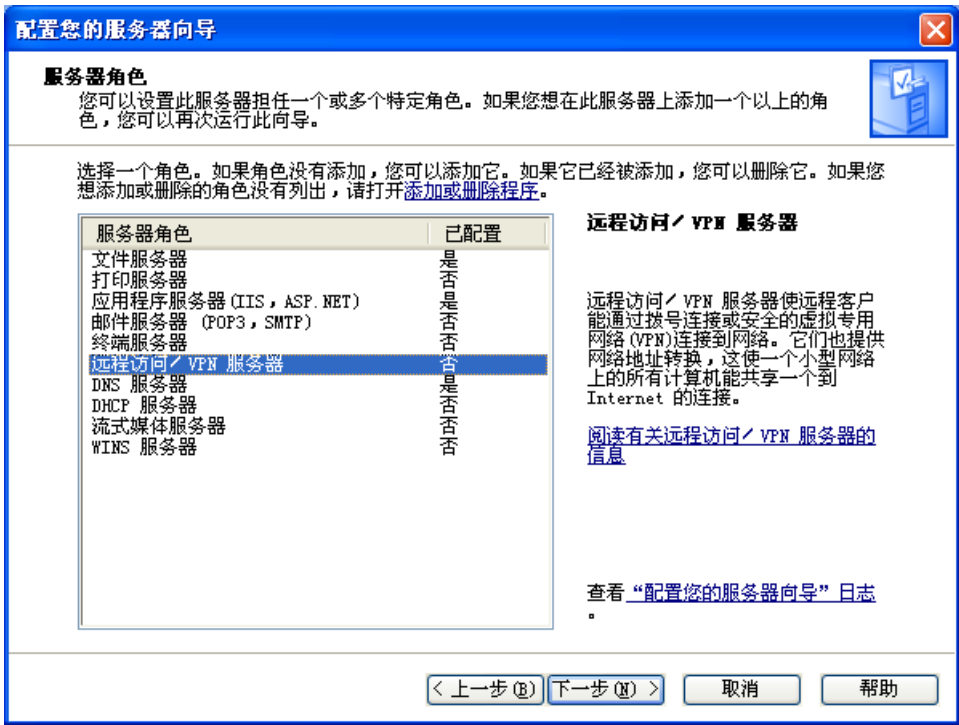 配置您的服务器向导
服务器角色
您可以设置此服务器担任一个或多个特定角色。如果您想在此服务器上添加一个以上的角
色，您可以再次运行此向导。
选择一个角色。如果角色没有添加，您可以添加它。如果它已经被添加，您可以删除它。如果您
想添加或删除的角色没有列出，请打开添加或删除程序。
服务器角色 已配置
文件服务器 是
打印服务器 否
应用程序服务器(IIS，ASP.NET) 是
邮件服务器 (POP3，SMTP) 否
终端服务器 否
远程访问/VPN 服务器 否
DNS 服务器 是
DHCP 服务器 否
流式媒体服务器 否
WINS 服务器 否
远程访问/VPN 服务器
远程访问/VPN 服务器使远程客户
能通过拨号连接或安全的虚拟专用
网络(VPN)连接到网络。它们也提供
网络地址转换，这使一个小型网络
上的所有计算机能共享一个到
Internet 的连接。
阅读有关远程访问/VPN 服务器的
信息
查看“配置您的服务器向导”日志
。
< 上一步(B) 下一步(N) > 取消 帮助